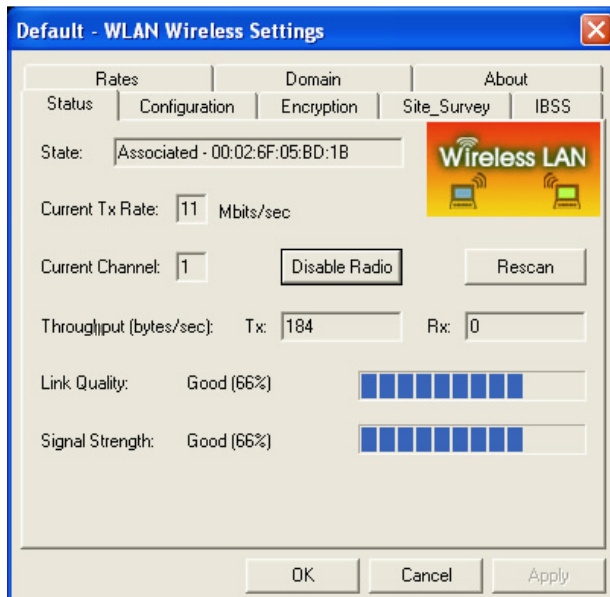 Default - WLAN Wireless Settings
Rates Domain About
Status Configuration Encryption Site_Survey IBSS
State: Associated - 00:02:6F:05:BD:1B
Wireless LAN
Current Tx Rate: 11 Mbits/sec
Current Channel: 1 Disable Radio Rescan
Throughput (bytes/sec): Tx: 184 Rx: 0
Link Quality: Good (66%)
Signal Strength: Good (66%)
OK Cancel Apply